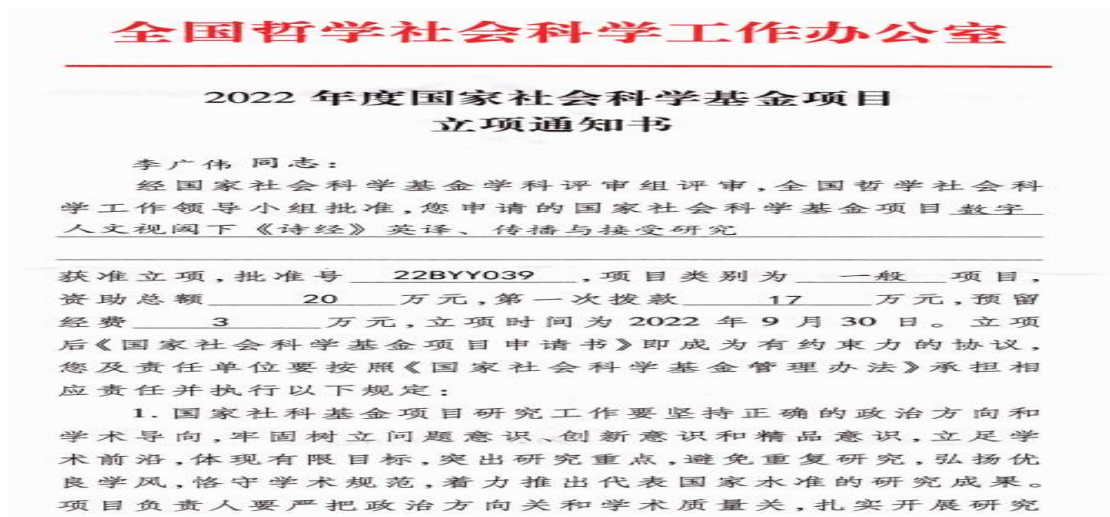 全国哲学社会科学工作办公室
2022 年度国家社会科学基金项目
立项通知书
李广伟 同志：
经国家社会科学基金学科评审组评审，全国哲学社会科
学工作领导小组批准，您申请的国家社会科学基金项目 数字
人文视阈下《诗经》英译、传播与接受研究
获准立项，批准号 22BYY039 ，项目类别为 一般 项目，
资助总额 20 万元，第一次拨款 17 万元，预留
经费 3 万元，立项时间为 2022 年 9 月 30 日。立项
后《国家社会科学基金项目申请书》即成为有约束力的协议，
您及责任单位要按照《国家社会科学基金管理办法》承担相
应责任并执行以下规定：
1. 国家社科基金项目研究工作要坚持正确的政治方向和
学术导向，牢固树立问题意识、创新意识和精品意识，立足学
术前沿，体现有限目标，突出研究重点，避免重复研究，弘扬优
良学风，恪守学术规范，着力推出代表国家水准的研究成果。
项目负责人要严把政治方向关和学术质量关，扎实开展研究